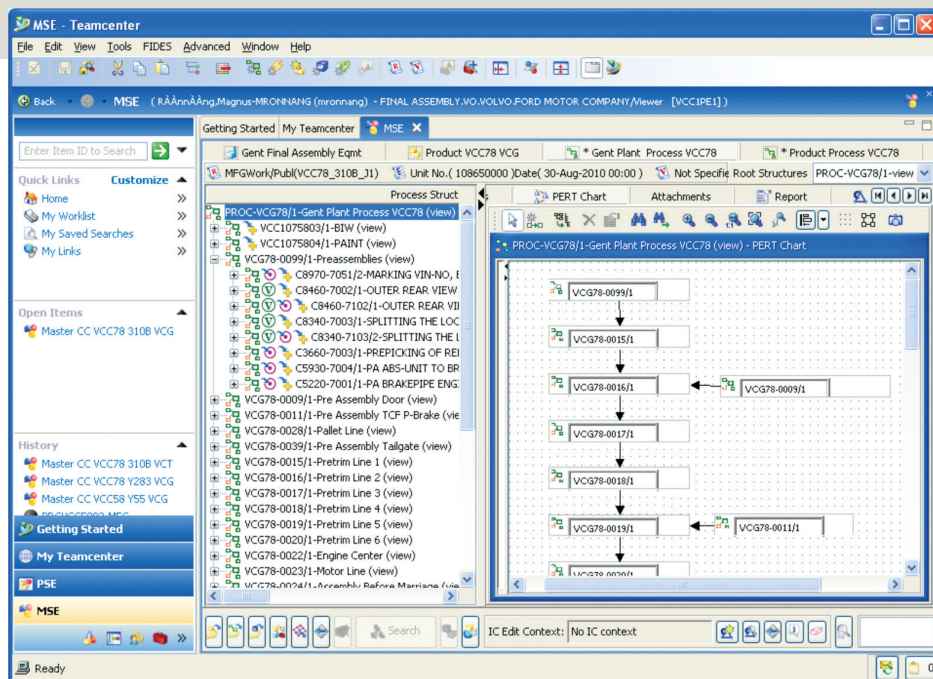 MSE - Teamcenter
File Edit View Tools FIDES Advanced Window Help
Back MSE ( RÀÀnnÀÀng,Magnus-MRONNANG (mronnang) - FINAL ASSEMBLY.VO.VOLVO.FORD MOTOR COMPANY/Viewer [VCC1PE1] )
Enter Item ID to Search
Quick Links Customize
Home
My Worklist
My Saved Searches
My Links
Open Items
Master CC VCC78 310B VCG
History
Master CC VCC78 310B VCT
Master CC VCC78 Y283 VCG
Master CC VCC58 Y55 VCG
Getting Started
My Teamcenter
PSE
MSE
Getting Started My Teamcenter MSE
Gent Final Assembly Eqmt Product VCC78 VCG * Gent Plant Process VCC78 * Product Process VCC78
MFGWork/Publ(VCC78_310B_J1) Unit No.( 108650000 )Date( 30-Aug-2010 00:00 ) Not Specifie Root Structures PROC-VCG78/1-view
Process Struct
PROC-VCG78/1-Gent Plant Process VCC78 (view)
VCC1075803/1-BIW (view)
VCC1075804/1-PAINT (view)
VCG78-0099/1-Preassemblies (view)
C8970-7051/2-MARKING VIN-NO,
C8460-7002/1-OUTER REAR VIEW
C8460-7102/1-OUTER REAR VI
C8340-7003/1-SPLITTING THE LOC
C8340-7103/2-SPLITTING THE L
C3660-7003/1-PREPICKING OF REI
C5930-7004/1-PA ABS-UNIT TO BR
C5220-7001/1-PA BRAKEPIPE ENG
VCG78-0009/1-Pre Assembly Door (view)
VCG78-0011/1-Pre Assembly TCF P-Brake (vie
VCG78-0028/1-Pallet Line (view)
VCG78-0039/1-Pre Assembly Tailgate (view)
VCG78-0015/1-Pretrim Line 1 (view)
VCG78-0016/1-Pretrim Line 2 (view)
VCG78-0017/1-Pretrim Line 3 (view)
VCG78-0018/1-Pretrim Line 4 (view)
VCG78-0019/1-Pretrim Line 5 (view)
VCG78-0020/1-Pretrim Line 6 (view)
VCG78-0022/1-Engine Center (view)
VCG78-0023/1-Motor Line (view)
VCG78-0024/1-Assembly Before Marriage (vie
PERT Chart Attachments Report
PROC-VCG78/1-Gent Plant Process VCC78 (view) - PERT Chart
VCG78-0099/1
VCG78-0015/1
VCG78-0016/1 VCG78-0009/1
VCG78-0017/1
VCG78-0018/1
VCG78-0019/1 VCG78-0011/1
VCG78-0020/1
Search IC Edit Context: No IC context
Ready 0